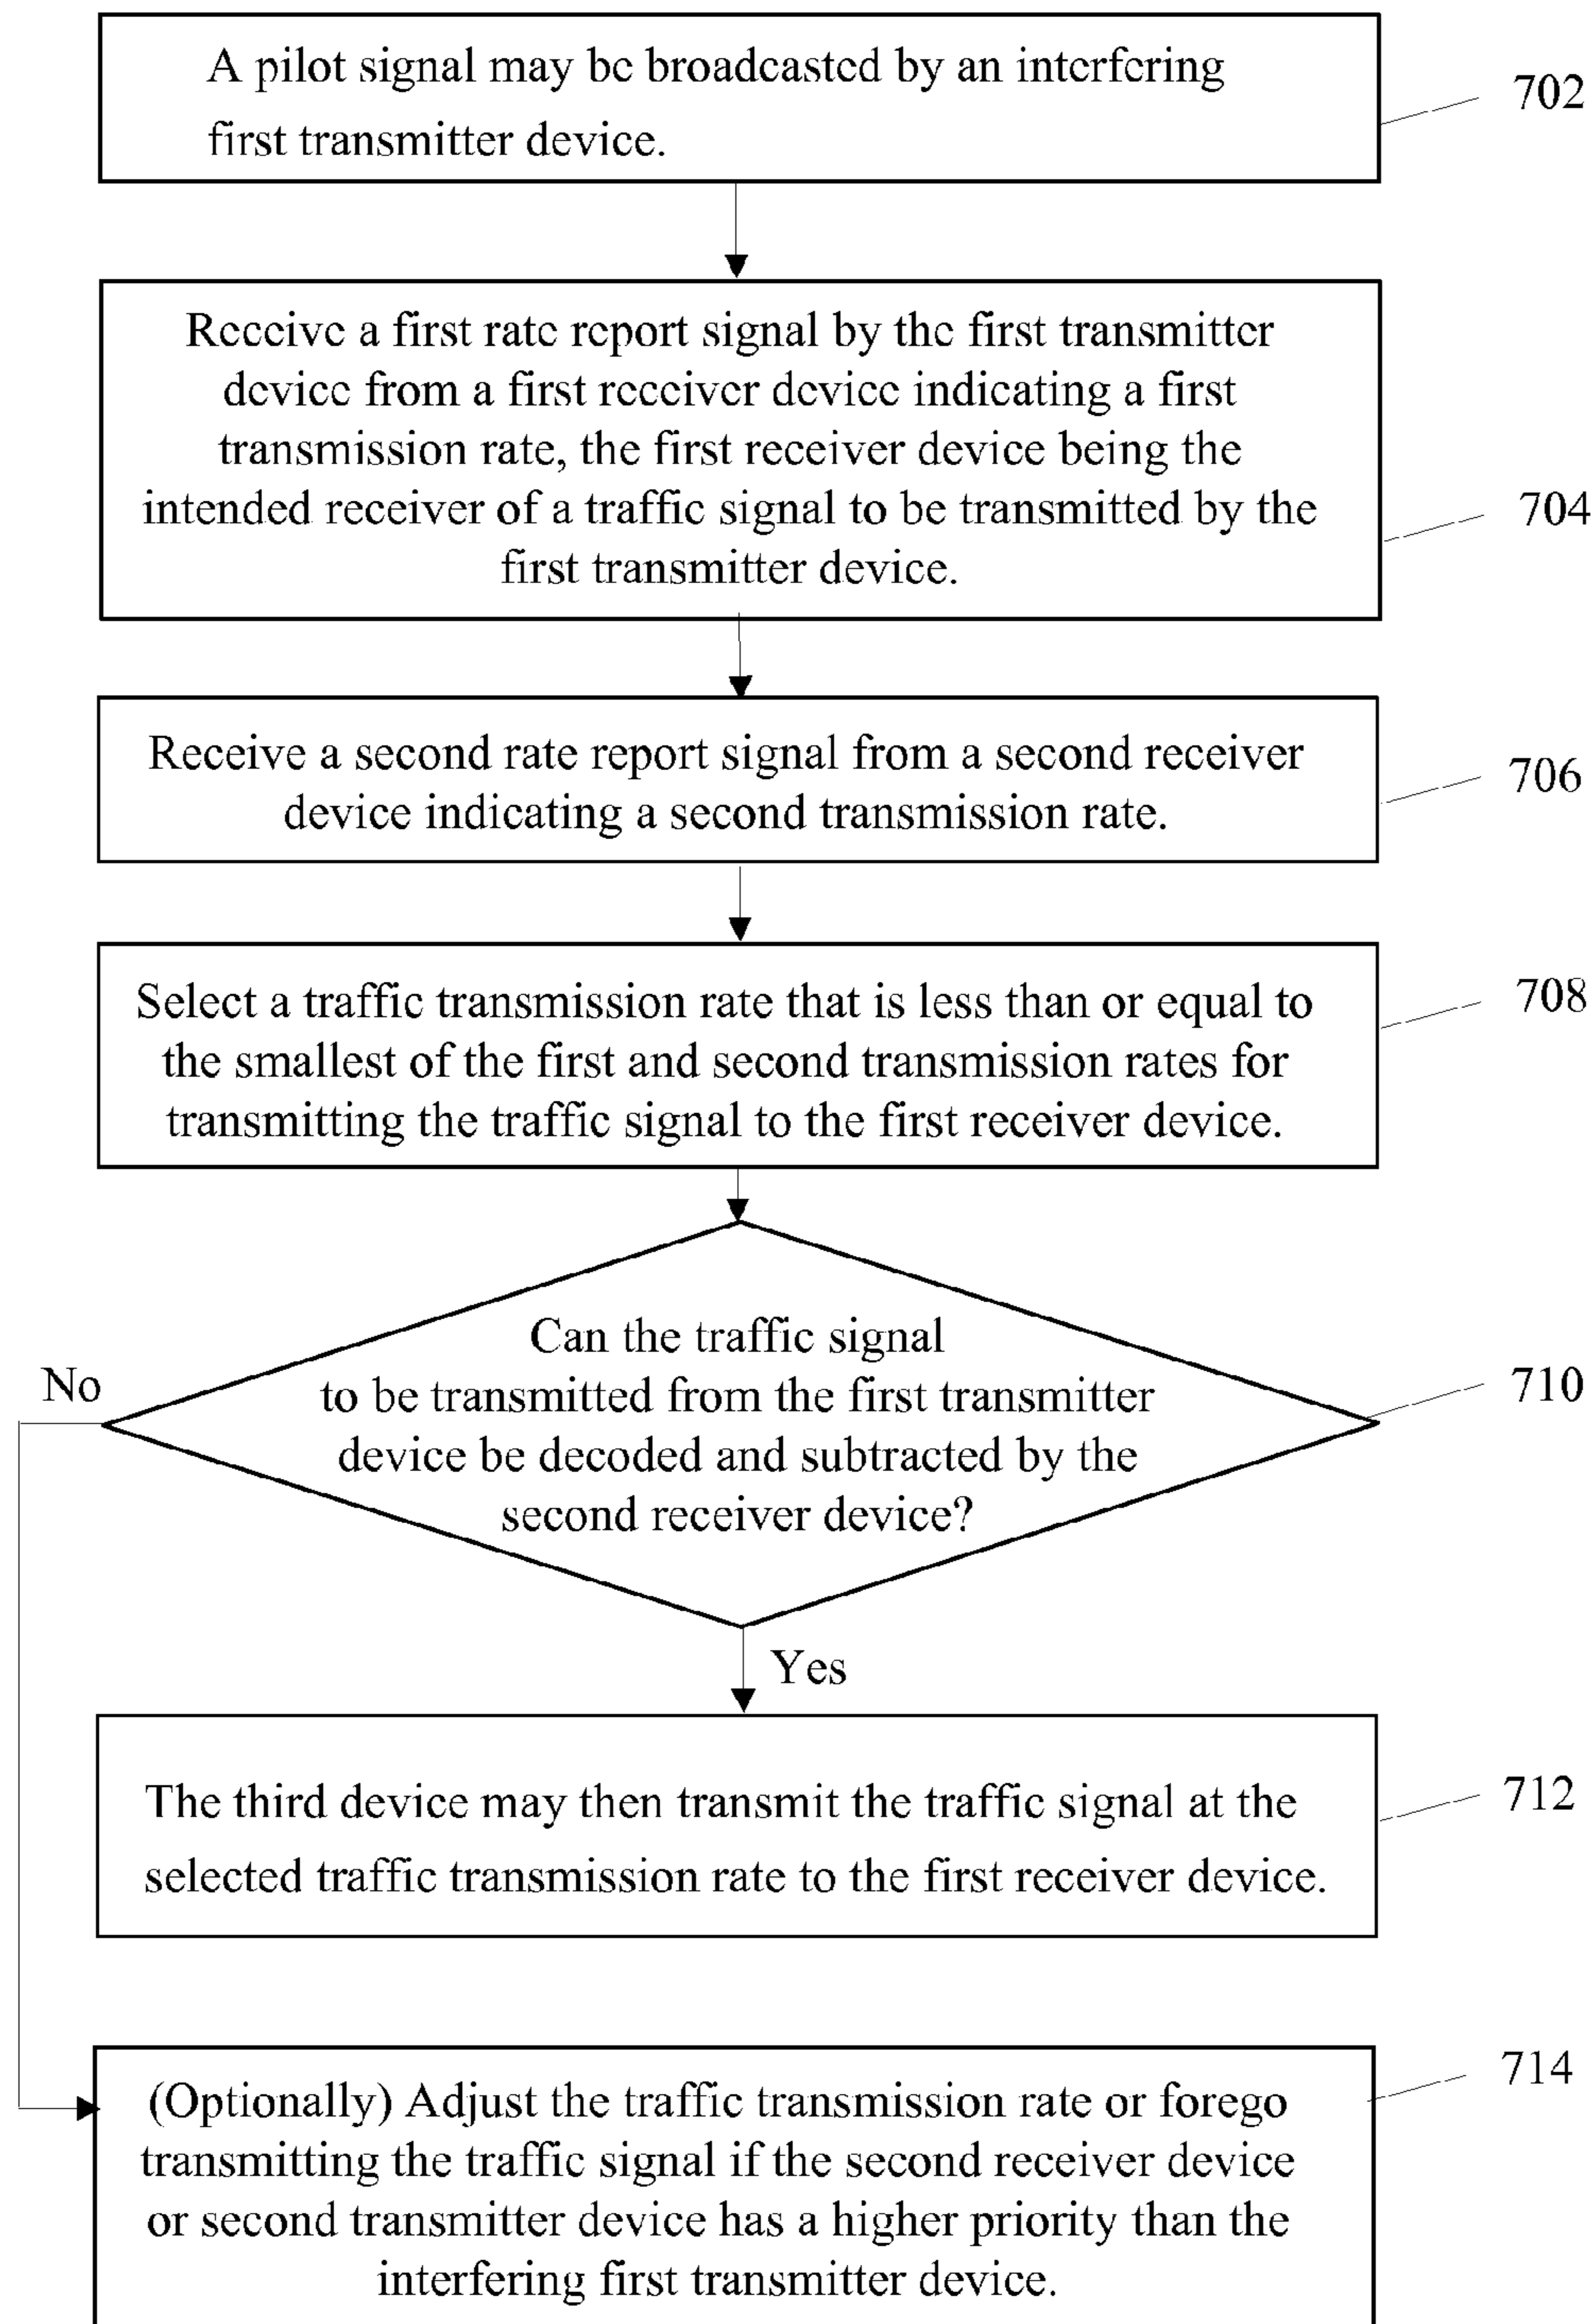 A pilot signal may be broadcasted by an interfering
first transmitter device.
702
Receive a first rate report signal by the first transmitter
device from a first receiver device indicating a first
transmission rate, the first receiver device being the
intended receiver of a traffic signal to be transmitted by the
first transmitter device.
704
Receive a second rate report signal from a second receiver
device indicating a second transmission rate.
706
Select a traffic transmission rate that is less than or equal to
the smallest of the first and second transmission rates for
transmitting the traffic signal to the first receiver device.
708
Can the traffic signal
to be transmitted from the first transmitter
device be decoded and subtracted by the
second receiver device?
710
No
Yes
The third device may then transmit the traffic signal at the
selected traffic transmission rate to the first receiver device.
712
(Optionally) Adjust the traffic transmission rate or forego
transmitting the traffic signal if the second receiver device
or second transmitter device has a higher priority than the
interfering first transmitter device.
714